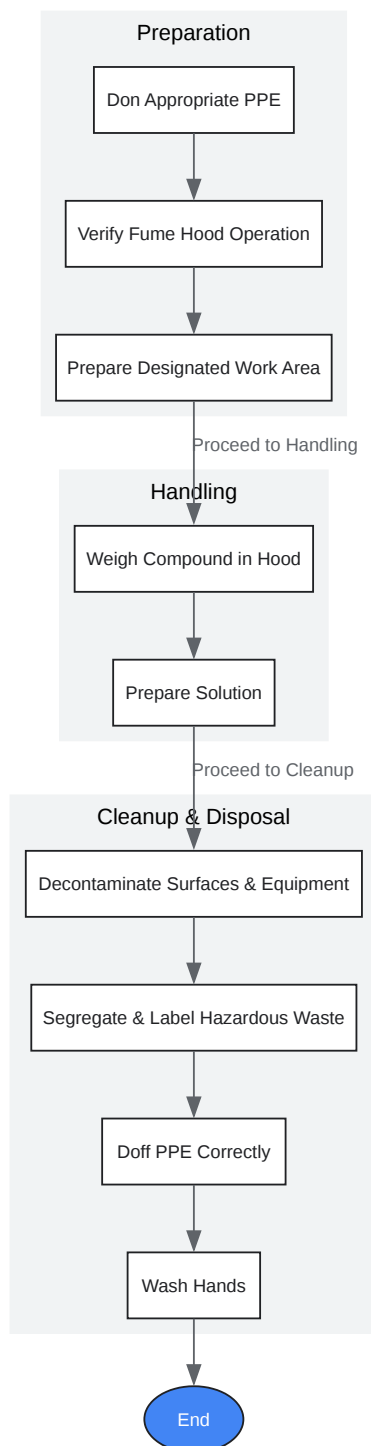 Preparation
Don Appropriate PPE
Verify Fume Hood Operation
Prepare Designated Work Area
Proceed to Handling
Handling
Weigh Compound in Hood
Prepare Solution
Proceed to Cleanup
Cleanup & Disposal
Decontaminate Surfaces & Equipment
Segregate & Label Hazardous Waste
Doff PPE Correctly
Wash Hands
End